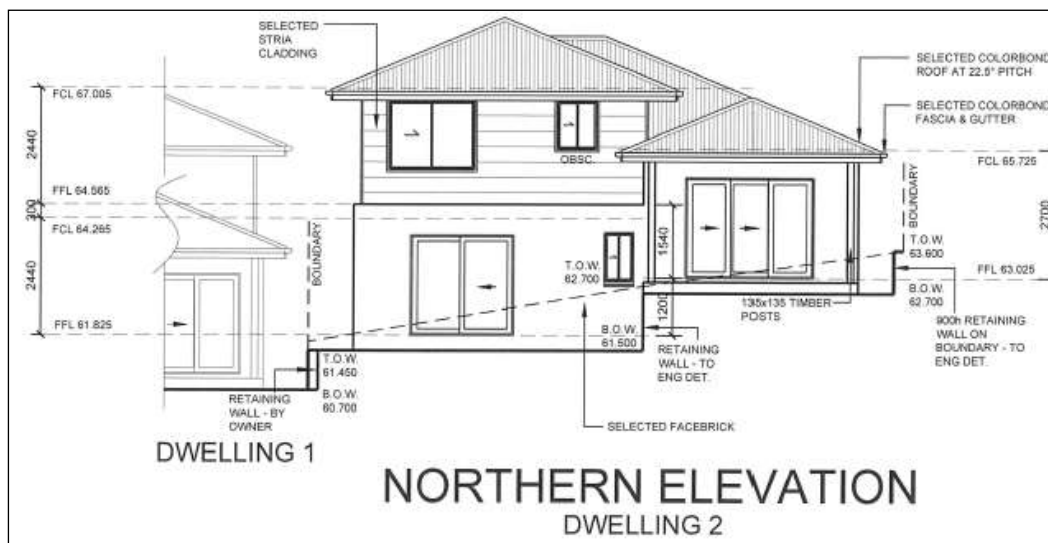 SELECTED
STRIA
CLADDING
SELECTED COLORBOND
ROOF AT 22.5° PITCH
SELECTED COLORBOND
FASCIA & GUTTER
FCL 67.005
2440
FFL 64.565
300
FCL 64.265
2440
FFL 61.825
1
1
OBSC.
BOUNDARY
BOUNDARY
FCL 65.725
2700
FFL 63.025
T.O.W.
63.600
B.O.W.
62.700
T.O.W.
62.700
1540
1200
B.O.W.
61.500
1
135x135 TIMBER
POSTS
900h RETAINING
WALL ON
BOUNDARY - TO
ENG DET.
RETAINING
WALL - TO
ENG DET.
T.O.W.
61.450
B.O.W.
60.700
RETAINING
WALL - BY
OWNER
SELECTED FACEBRICK
DWELLING 1
NORTHERN ELEVATION
DWELLING 2